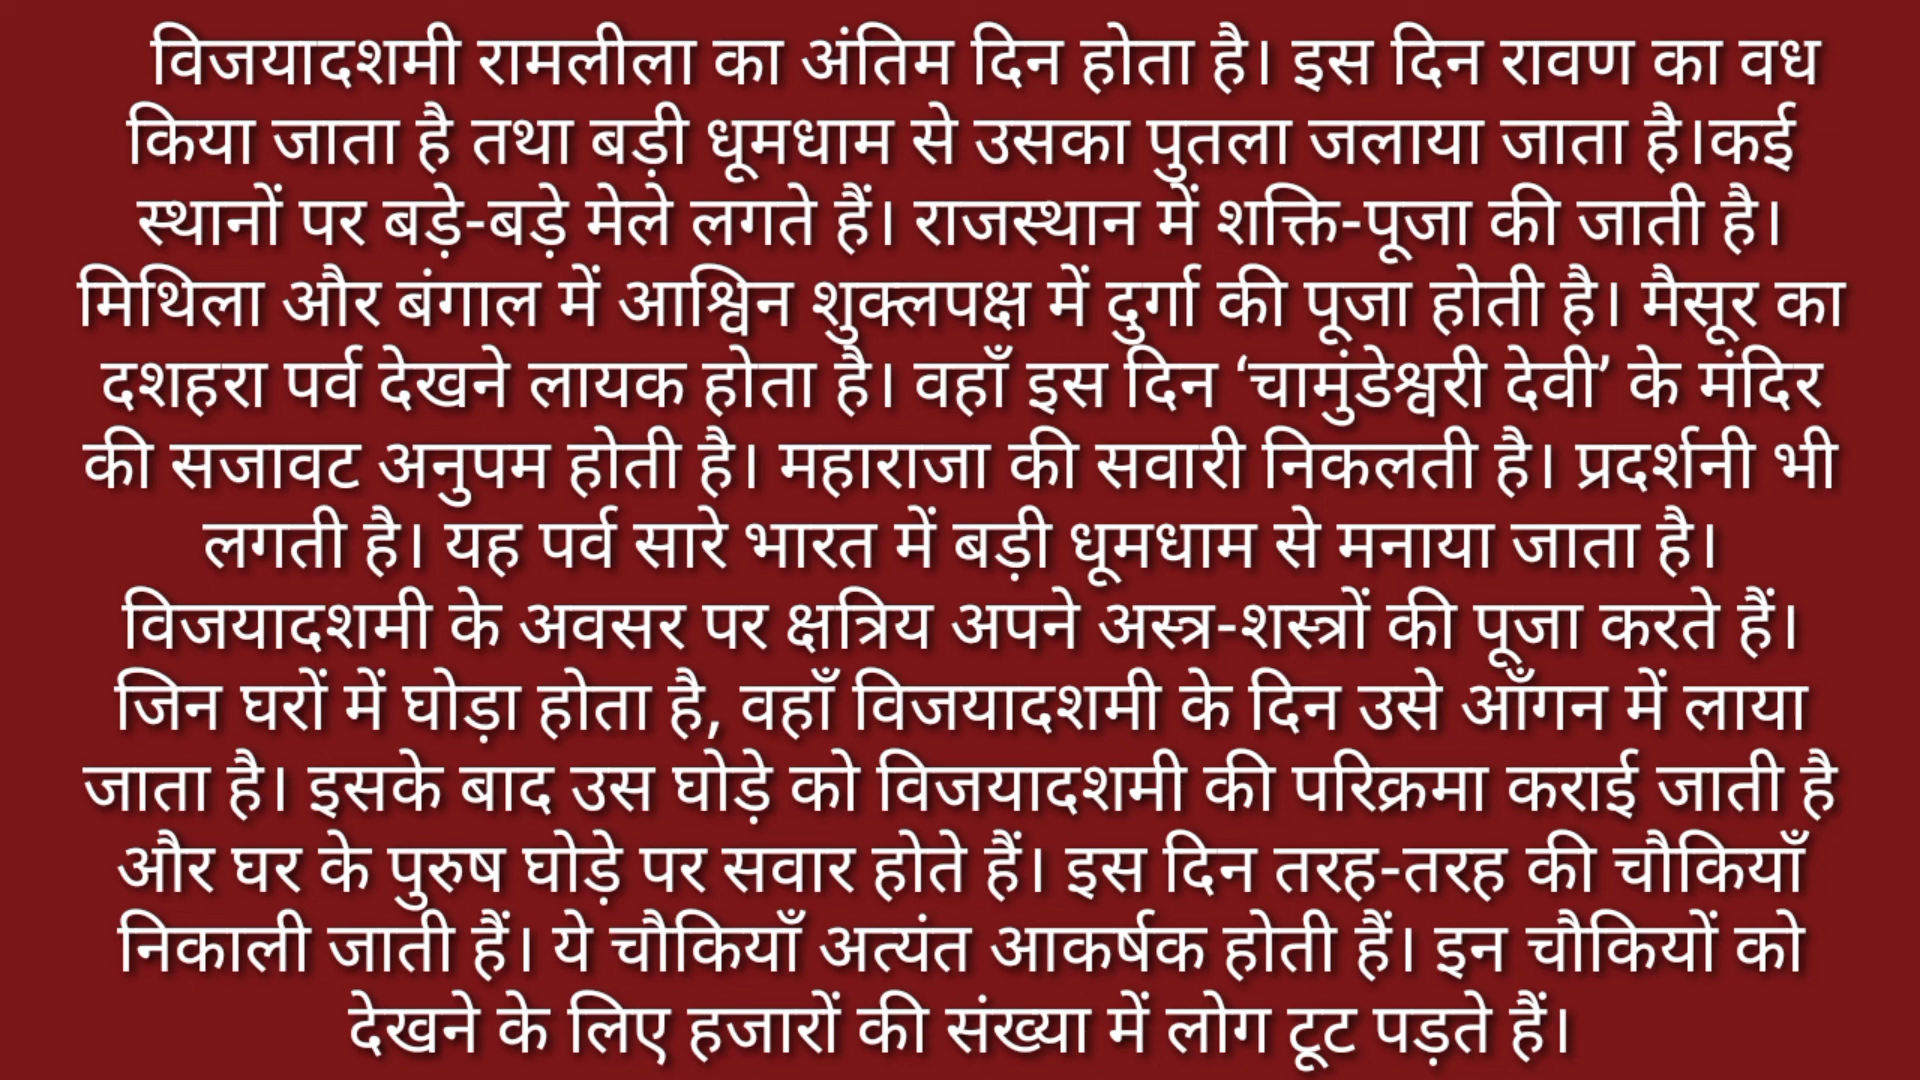 विजयादशमी रामलीला का अंतिम दिन होता है। इस दिन रावण का वध
किया जाता है तथा बड़ी धूमधाम से उसका पुतला जलाया जाता है।कई
स्थानों पर बड़े-बड़े मेले लगते हैं। राजस्थान में शक्ति-पूजा की जाती है।
मिथिला और बंगाल में आश्विन शुक्लपक्ष में दुर्गा की पूजा होती है। मैसूर का
दशहरा पर्व देखने लायक होता है। वहाँ इस दिन ‘चामुंडेश्वरी देवी’ के मंदिर
की सजावट अनुपम होती है। महाराजा की सवारी निकलती है। प्रदर्शनी भी
लगती है। यह पर्व सारे भारत में बड़ी धूमधाम से मनाया जाता है।
विजयादशमी के अवसर पर क्षत्रिय अपने अस्त्र-शस्त्रों की पूजा करते हैं।
जिन घरों में घोड़ा होता है, वहाँ विजयादशमी के दिन उसे आँगन में लाया
जाता है। इसके बाद उस घोड़े को विजयादशमी की परिक्रमा कराई जाती है
और घर के पुरुष घोड़े पर सवार होते हैं। इस दिन तरह-तरह की चौकियाँ
निकाली जाती हैं। ये चौकियाँ अत्यंत आकर्षक होती हैं। इन चौकियों को
देखने के लिए हजारों की संख्या में लोग टूट पड़ते हैं।